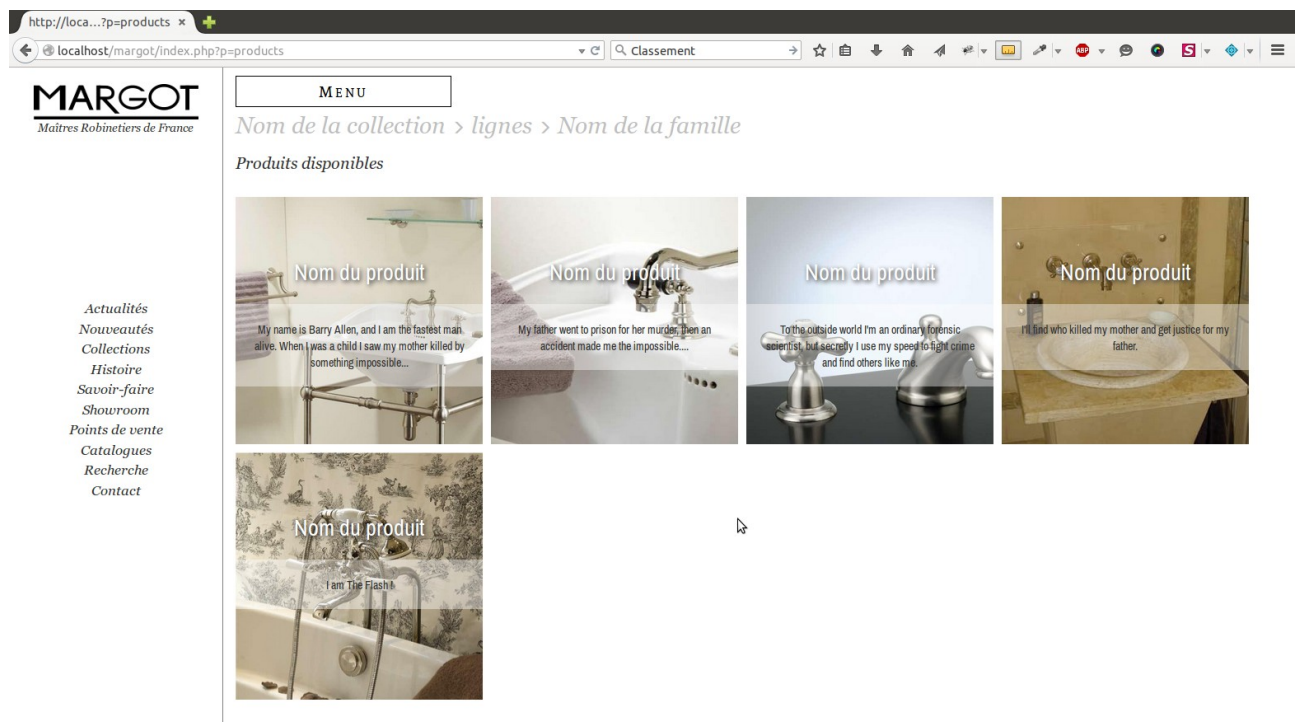 http://loca...?p=products
localhost/margot/index.php?p=products
Classement
ABP
S
MARGOT
Maîtres Robinetiers de France
Actualités
Nouveautés
Collections
Histoire
Savoir-faire
Showroom
Points de vente
Catalogues
Recherche
Contact
MENU
Nom de la collection > lignes > Nom de la famille
Produits disponibles
Nom du produit
My name is Barry Allen, and I am the fastest man
alive. When I was a child I saw my mother killed by
something impossible...
Nom du produit
My father went to prison for her murder, then an
accident made me the impossible....
Nom du produit
To the outside world I'm an ordinary forensic
scientist, but secretly I use my speed to fight crime
and find others like me.
Nom du produit
I'll find who killed my mother and get justice for my
father.
Nom du produit
I am The Flash !